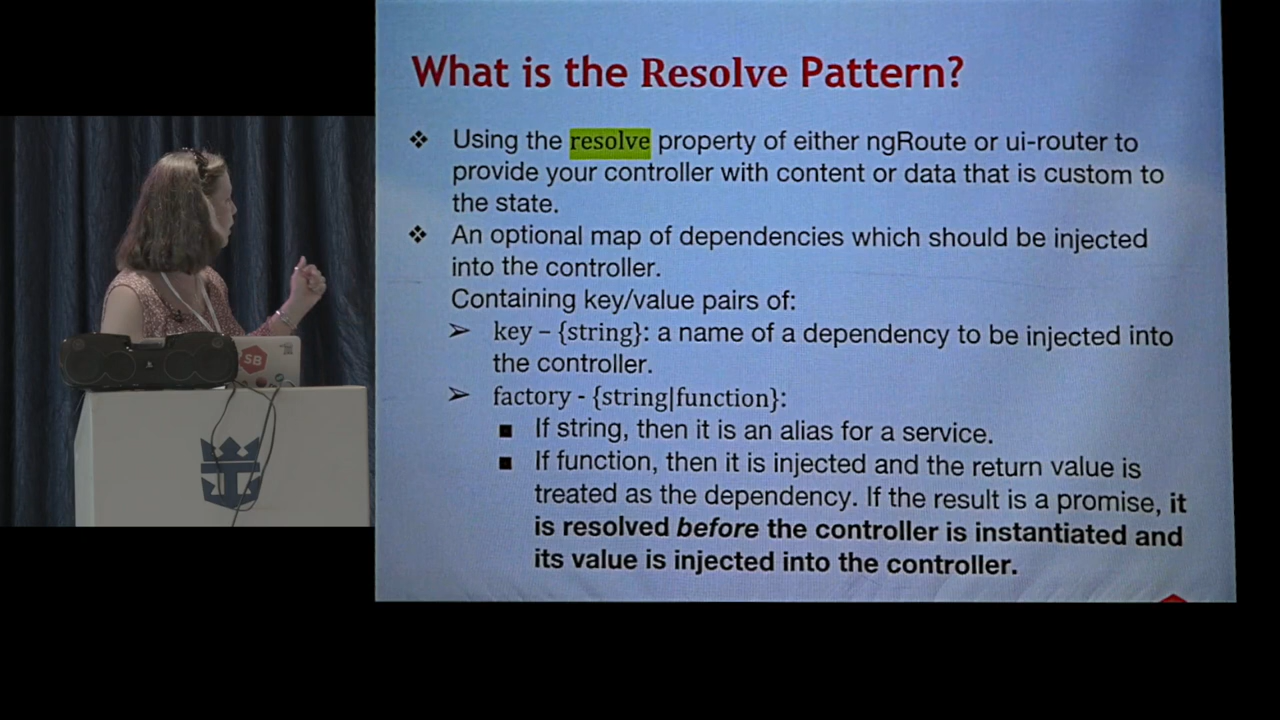 What is the Resolve Pattern?
❖ Using the resolve property of either ngRoute or ui-router to
provide your controller with content or data that is custom to
the state.
❖ An optional map of dependencies which should be injected
into the controller.
Containing key/value pairs of:
➢ key – {string}: a name of a dependency to be injected into
the controller.
➢ factory - {string|function}:
■ If string, then it is an alias for a service.
■ If function, then it is injected and the return value is
treated as the dependency. If the result is a promise, it
is resolved before the controller is instantiated and
its value is injected into the controller.
SB